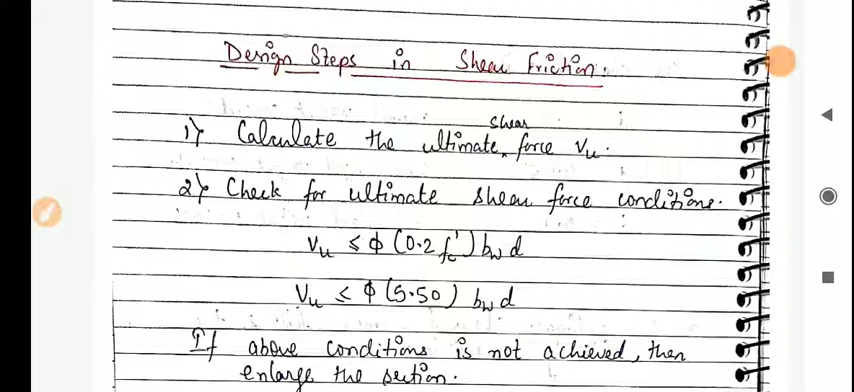 Design Steps in Shear Friction.
1) Calculate the ultimate shear force Vu.
2) Check for ultimate shear force conditions.
Vu ≤ ϕ (0.2 fc') bw d
Vu ≤ ϕ (5.50) bw d
If above conditions is not achieved, then
enlarge the section.